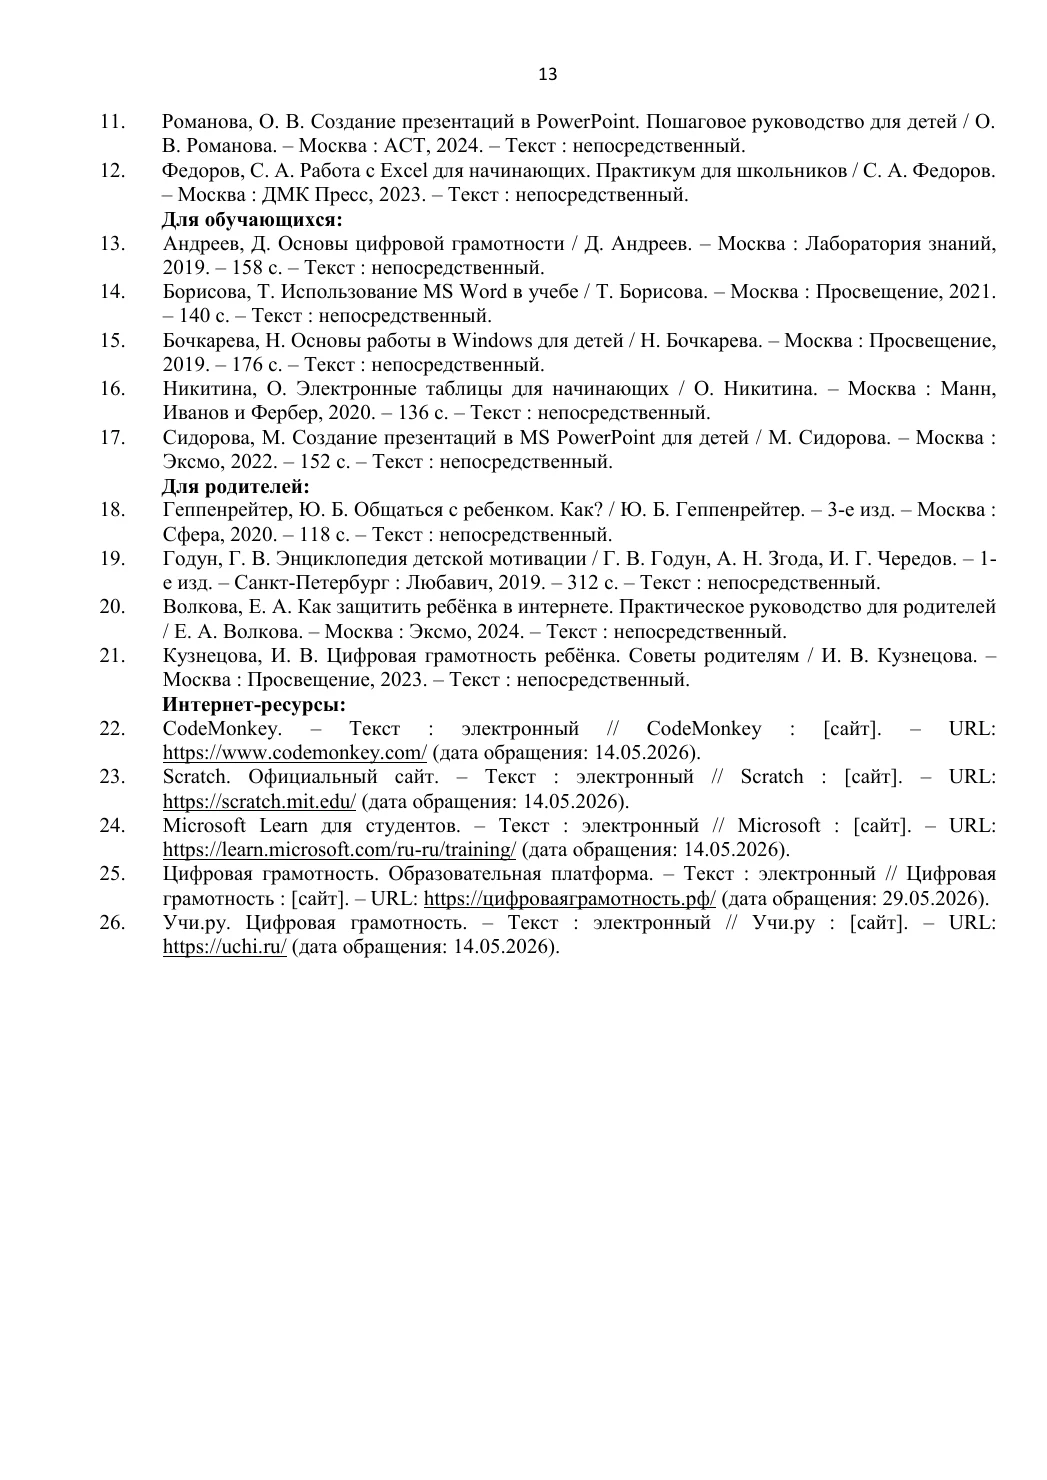 13
11. Романова, О. В. Создание презентаций в PowerPoint. Пошаговое руководство для детей / О.
В. Романова. – Москва : АСТ, 2024. – Текст : непосредственный.
12. Федоров, С. А. Работа с Excel для начинающих. Практикум для школьников / С. А. Федоров.
– Москва : ДМК Пресс, 2023. – Текст : непосредственный.
Для обучающихся:
13. Андреев, Д. Основы цифровой грамотности / Д. Андреев. – Москва : Лаборатория знаний,
2019. – 158 с. – Текст : непосредственный.
14. Борисова, Т. Использование MS Word в учебе / Т. Борисова. – Москва : Просвещение, 2021.
– 140 с. – Текст : непосредственный.
15. Бочкарева, Н. Основы работы в Windows для детей / Н. Бочкарева. – Москва : Просвещение,
2019. – 176 с. – Текст : непосредственный.
16. Никитина, О. Электронные таблицы для начинающих / О. Никитина. – Москва : Манн,
Иванов и Фербер, 2020. – 136 с. – Текст : непосредственный.
17. Сидорова, М. Создание презентаций в MS PowerPoint для детей / М. Сидорова. – Москва :
Эксмо, 2022. – 152 с. – Текст : непосредственный.
Для родителей:
18. Геппенрейтер, Ю. Б. Общаться с ребенком. Как? / Ю. Б. Геппенрейтер. – 3-е изд. – Москва :
Сфера, 2020. – 118 с. – Текст : непосредственный.
19. Годун, Г. В. Энциклопедия детской мотивации / Г. В. Годун, А. Н. Згода, И. Г. Чередов. – 1-
е изд. – Санкт-Петербург : Любавич, 2019. – 312 с. – Текст : непосредственный.
20. Волкова, Е. А. Как защитить ребёнка в интернете. Практическое руководство для родителей
/ Е. А. Волкова. – Москва : Эксмо, 2024. – Текст : непосредственный.
21. Кузнецова, И. В. Цифровая грамотность ребёнка. Советы родителям / И. В. Кузнецова. –
Москва : Просвещение, 2023. – Текст : непосредственный.
Интернет-ресурсы:
22. CodeMonkey. – Текст : электронный // CodeMonkey : [сайт]. – URL:
https://www.codemonkey.com/ (дата обращения: 14.05.2026).
23. Scratch. Официальный сайт. – Текст : электронный // Scratch : [сайт]. – URL:
https://scratch.mit.edu/ (дата обращения: 14.05.2026).
24. Microsoft Learn для студентов. – Текст : электронный // Microsoft : [сайт]. – URL:
https://learn.microsoft.com/ru-ru/training/ (дата обращения: 14.05.2026).
25. Цифровая грамотность. Образовательная платформа. – Текст : электронный // Цифровая
грамотность : [сайт]. – URL: https://цифроваяграмотность.рф/ (дата обращения: 29.05.2026).
26. Учи.ру. Цифровая грамотность. – Текст : электронный // Учи.ру : [сайт]. – URL:
https://uchi.ru/ (дата обращения: 14.05.2026).